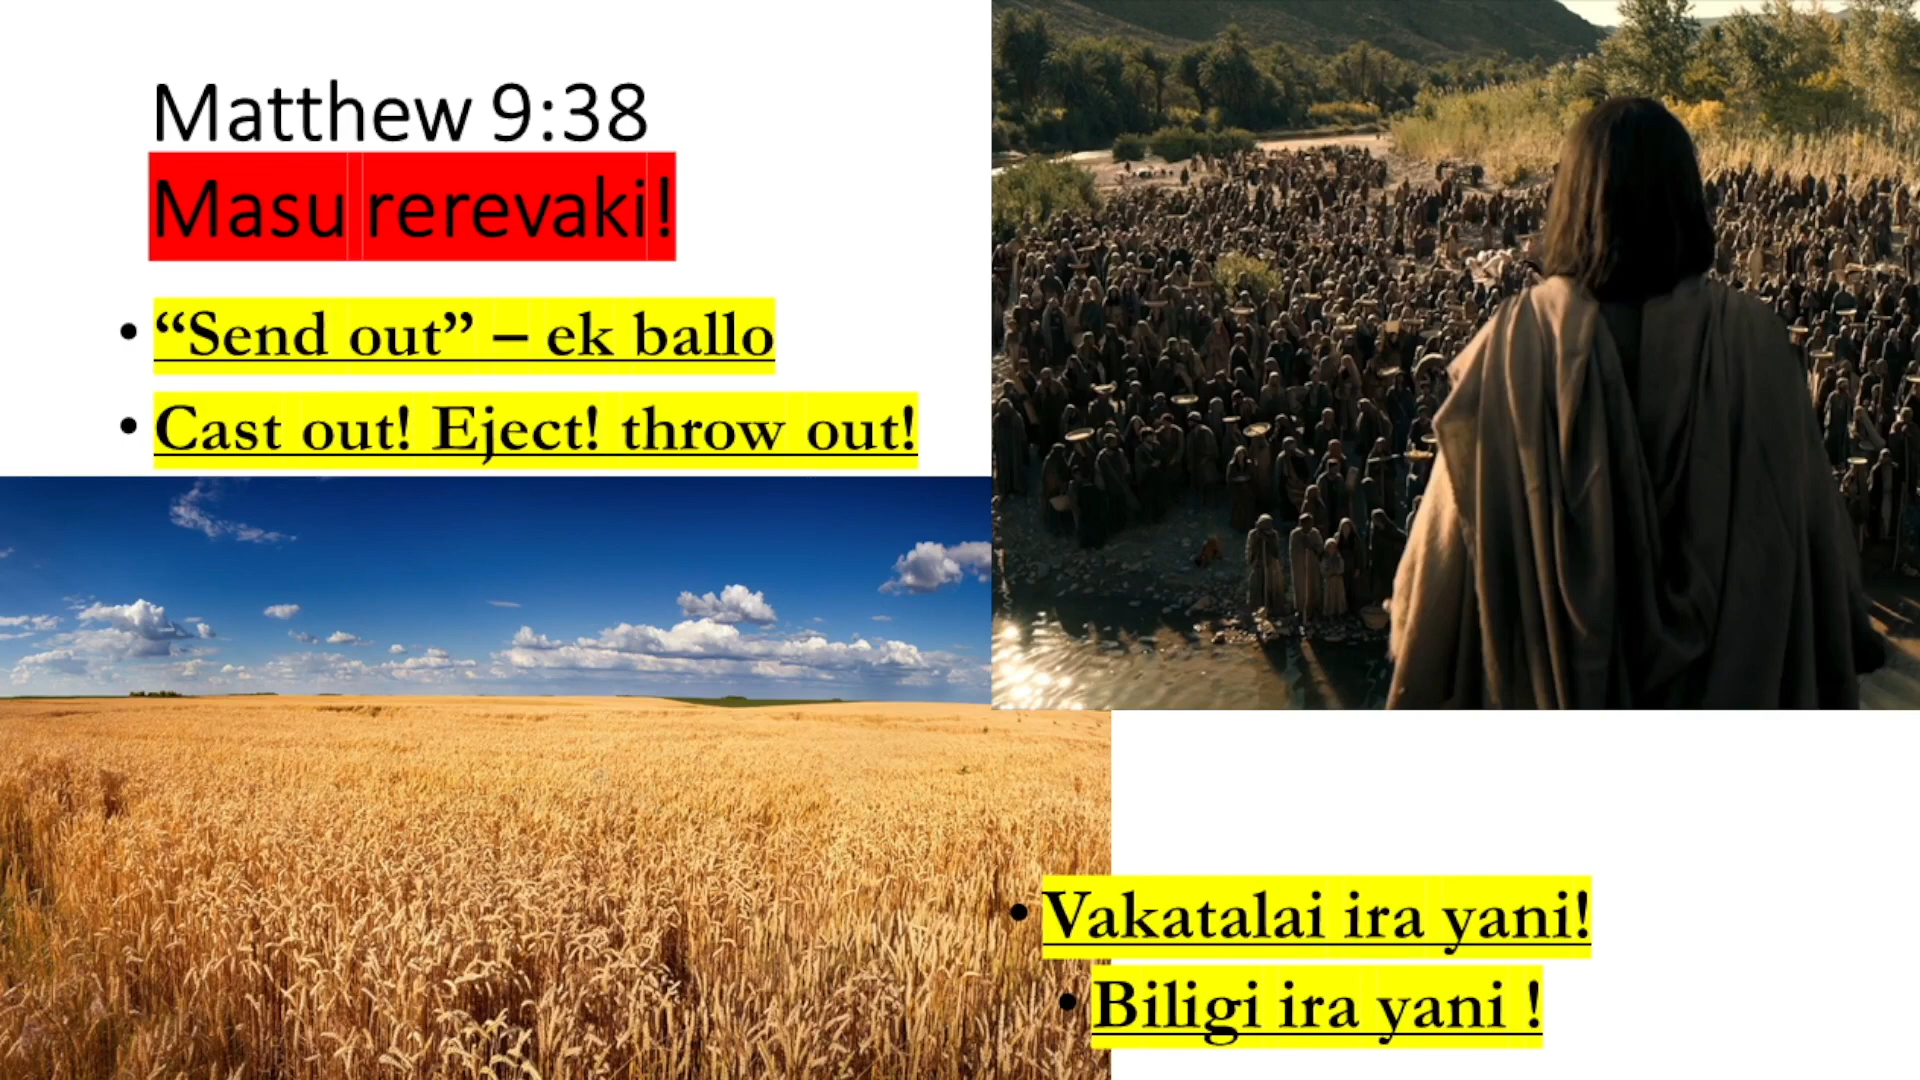 Matthew 9:38
Masu rerevaki!
• “Send out” – ek ballo
• Cast out! Eject! throw out!
• Vakatalai ira yani!
• Biligi ira yani !